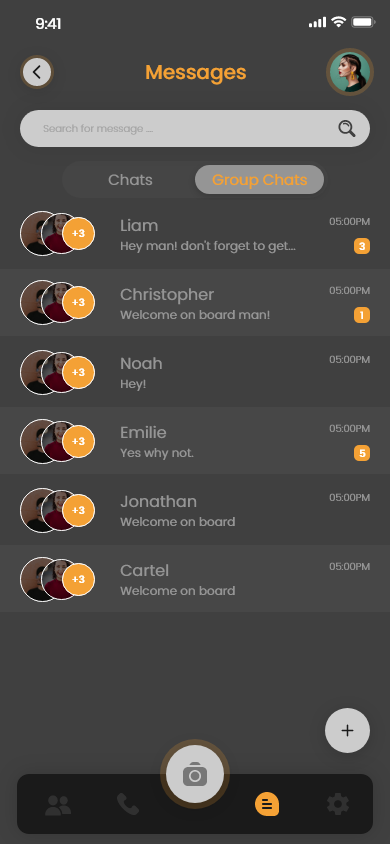 9:41
Messages
Search for message ...
Chats
Group Chats
+3
Liam
05:00PM
Hey man! don't forget to get...
3
+3
Christopher
05:00PM
Welcome on board man!
1
+3
Noah
05:00PM
Hey!
+3
Emilie
05:00PM
Yes why not.
5
+3
Jonathan
05:00PM
Welcome on board
+3
Cartel
05:00PM
Welcome on board
+